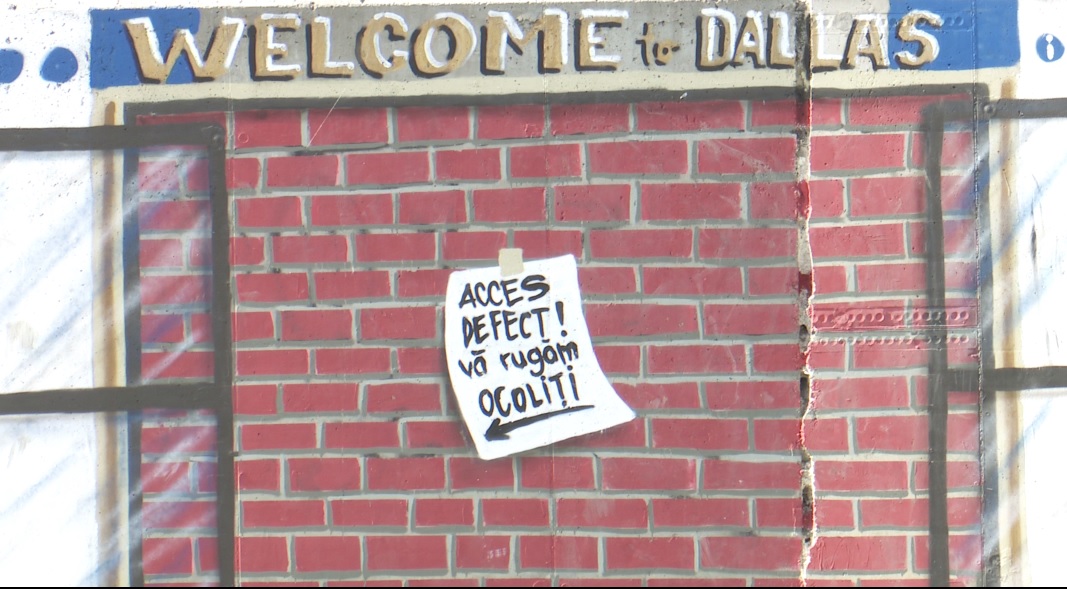 WELCOME to DALLAS
ACCES
DEFECT!
vă rugăm
OCOLIȚI